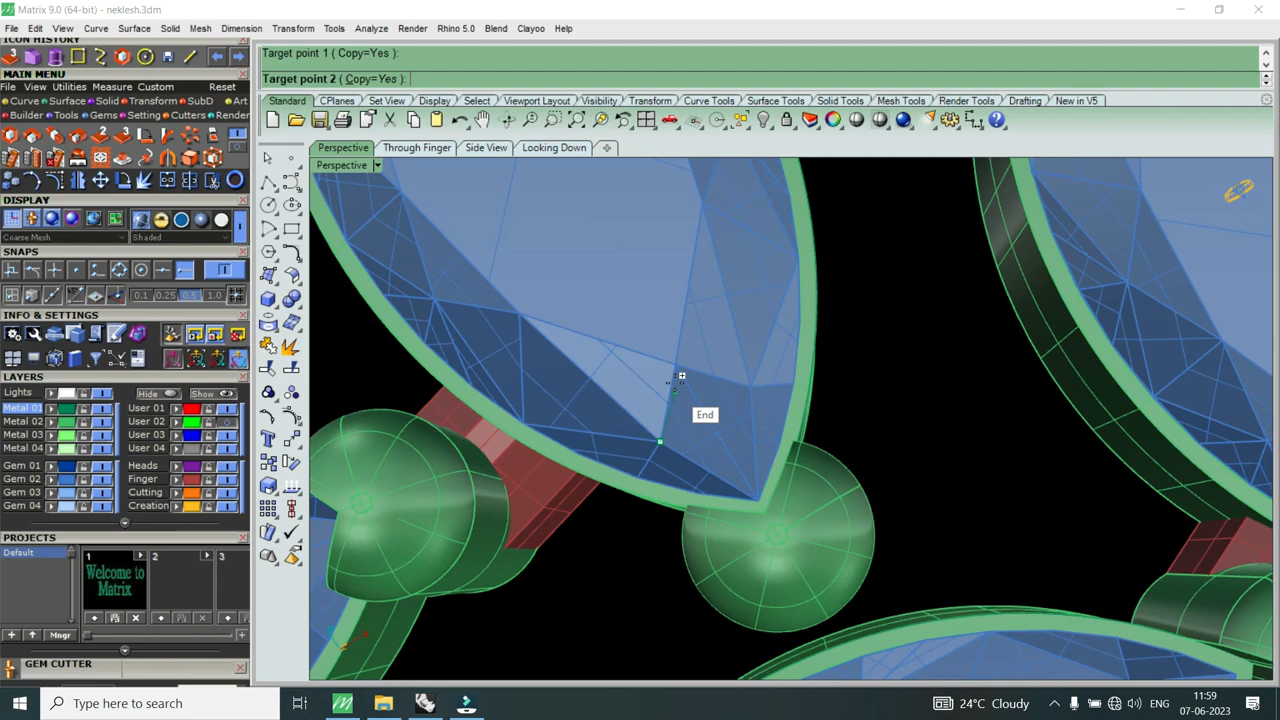 Matrix 9.0 (64-bit) - neklesh.3dm
File Edit View Curve Surface Solid Mesh Dimension Transform Tools Analyze Render Rhino 5.0 Blend Clayoo Help
ICON HISTORY
Target point 1 ( Copy=Yes ):
Target point 2 ( Copy=Yes ):
MAIN MENU
File View Utilities Measure Custom Reset
Curve Surface Solid Transform SubD Art
Builder Tools Gems Setting Cutters Render
Standard CPlanes Set View Display Select Viewport Layout Visibility Transform Curve Tools Surface Tools Solid Tools Mesh Tools Render Tools Drafting New in V5
Perspective Through Finger Side View Looking Down
Perspective
DISPLAY
Coarse Mesh Shaded
SNAPS
0.1 0.25 0.5 1.0
INFO & SETTINGS
LAYERS
Lights Hide Show
Metal 01 User 01
Metal 02 User 02
Metal 03 User 03
Metal 04 User 04
Gem 01 Heads
Gem 02 Finger
Gem 03 Cutting
Gem 04 Creation
PROJECTS
Default 1 2 3
Welcome to
Matrix
Mngr
GEM CUTTER
End
Type here to search
24°C Cloudy
ENG
11:59
07-06-2023